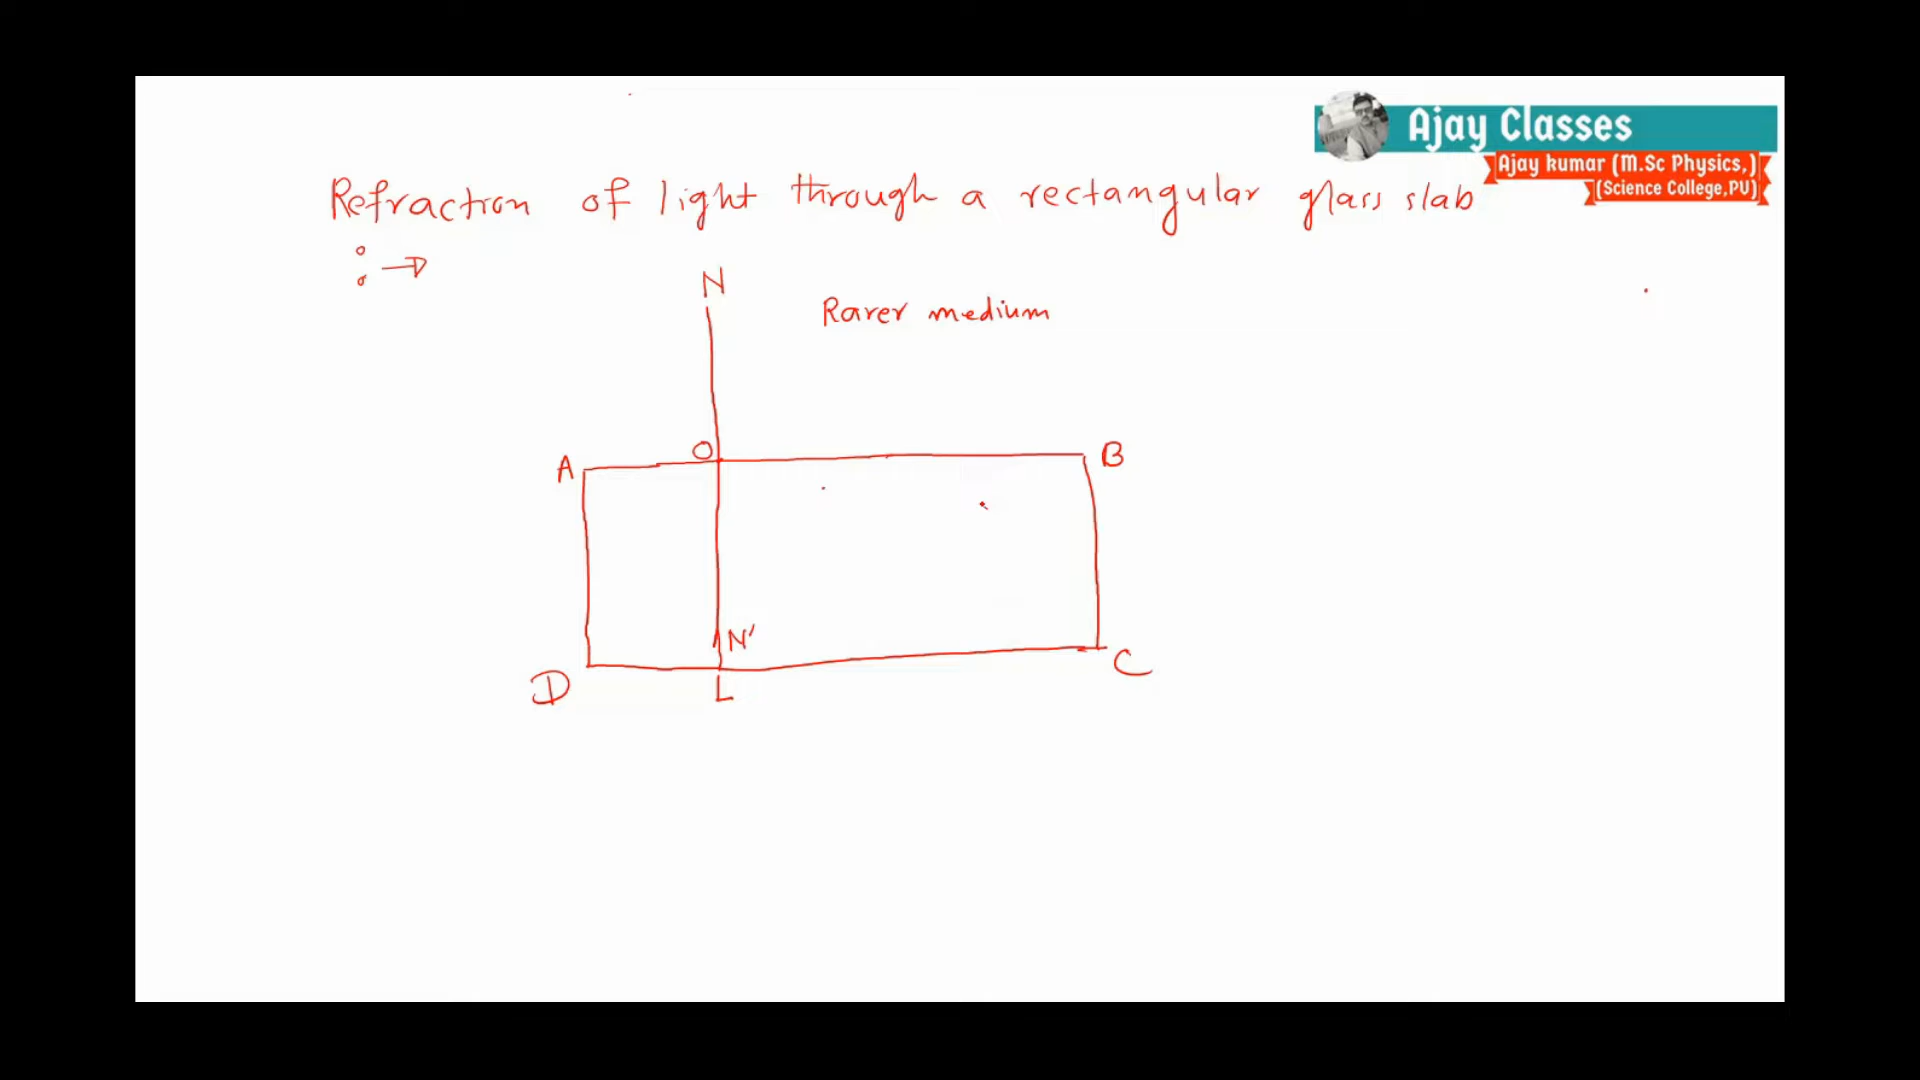 Ajay Classes
Ajay kumar (M.Sc Physics,)
(Science College,PU)
Refraction of light through a rectangular glass slab
:→
N
Rarer medium
O
A
B
N'
C
D
L